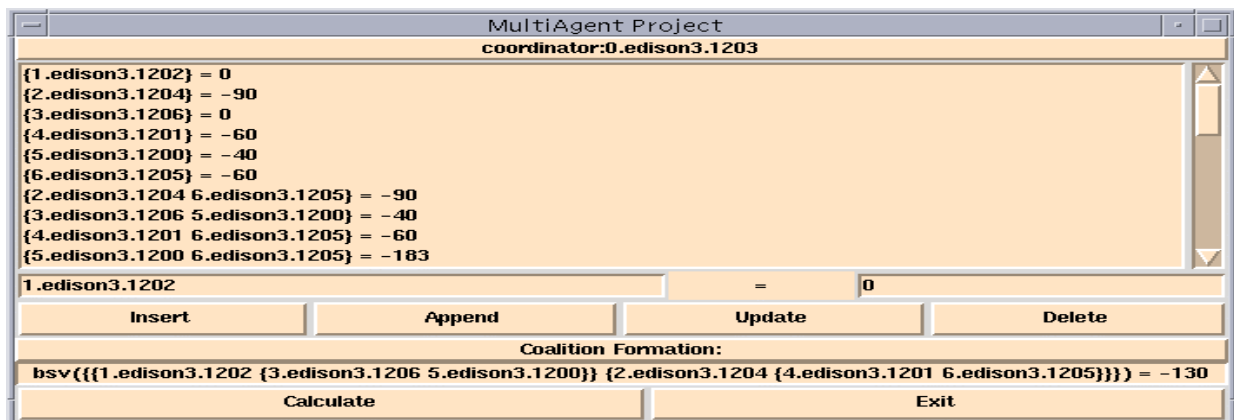 MultiAgent Project
coordinator:0.edison3.1203
{1.edison3.1202} = 0
{2.edison3.1204} = -90
{3.edison3.1206} = 0
{4.edison3.1201} = -60
{5.edison3.1200} = -40
{6.edison3.1205} = -60
{2.edison3.1204 6.edison3.1205} = -90
{3.edison3.1206 5.edison3.1200} = -40
{4.edison3.1201 6.edison3.1205} = -60
{5.edison3.1200 6.edison3.1205} = -183
1.edison3.1202 = 0
Insert Append Update Delete
Coalition Formation:
bsv({{{1.edison3.1202 {3.edison3.1206 5.edison3.1200}} {2.edison3.1204 {4.edison3.1201 6.edison3.1205}}}) = -130
Calculate Exit